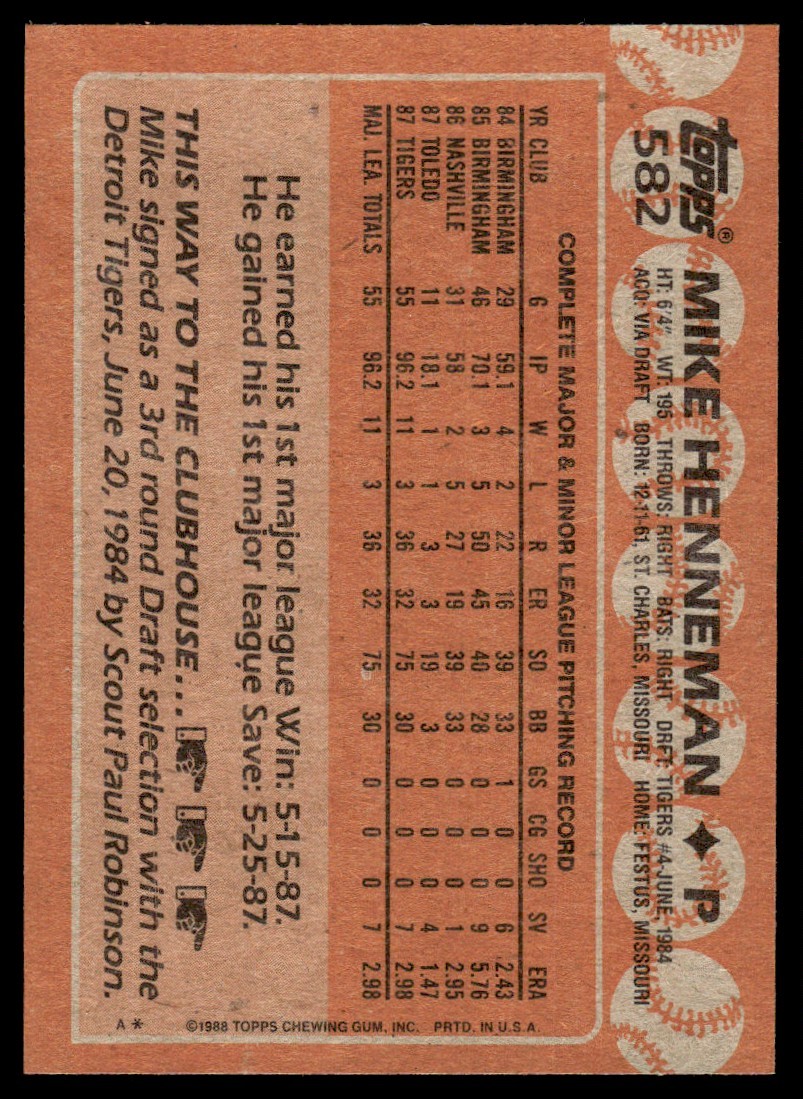 topps®
582
MIKE HENNEMAN ♦ P
HT: 6'4" WT: 195 THROWS: RIGHT BATS: RIGHT DRFT: TIGERS #4-JUNE, 1984
ACQ: VIA DRAFT BORN: 12-11-61, ST. CHARLES, MISSOURI HOME: FESTUS, MISSOURI
COMPLETE MAJOR & MINOR LEAGUE PITCHING RECORD
YR CLUB G IP W L R ER SO BB GS CG SHO SV ERA
84 BIRMINGHAM 29 59.1 4 2 22 16 39 33 1 0 0 6 2.43
85 BIRMINGHAM 46 70.1 3 5 50 45 40 28 0 0 0 9 5.76
86 NASHVILLE 31 58 2 5 27 19 39 33 0 0 0 1 2.95
87 TOLEDO 11 18.1 1 1 3 3 19 3 0 0 0 4 1.47
87 TIGERS 55 96.2 11 3 36 32 75 30 0 0 0 7 2.98
MAJ. LEA. TOTALS 55 96.2 11 3 36 32 75 30 0 0 0 7 2.98
He earned his 1st major league Win: 5-15-87.
He gained his 1st major league Save: 5-25-87.
THIS WAY TO THE CLUBHOUSE...
Mike signed as a 3rd round Draft selection with the
Detroit Tigers, June 20, 1984 by Scout Paul Robinson.
©1988 TOPPS CHEWING GUM, INC. PRTD. IN U.S.A.
A *